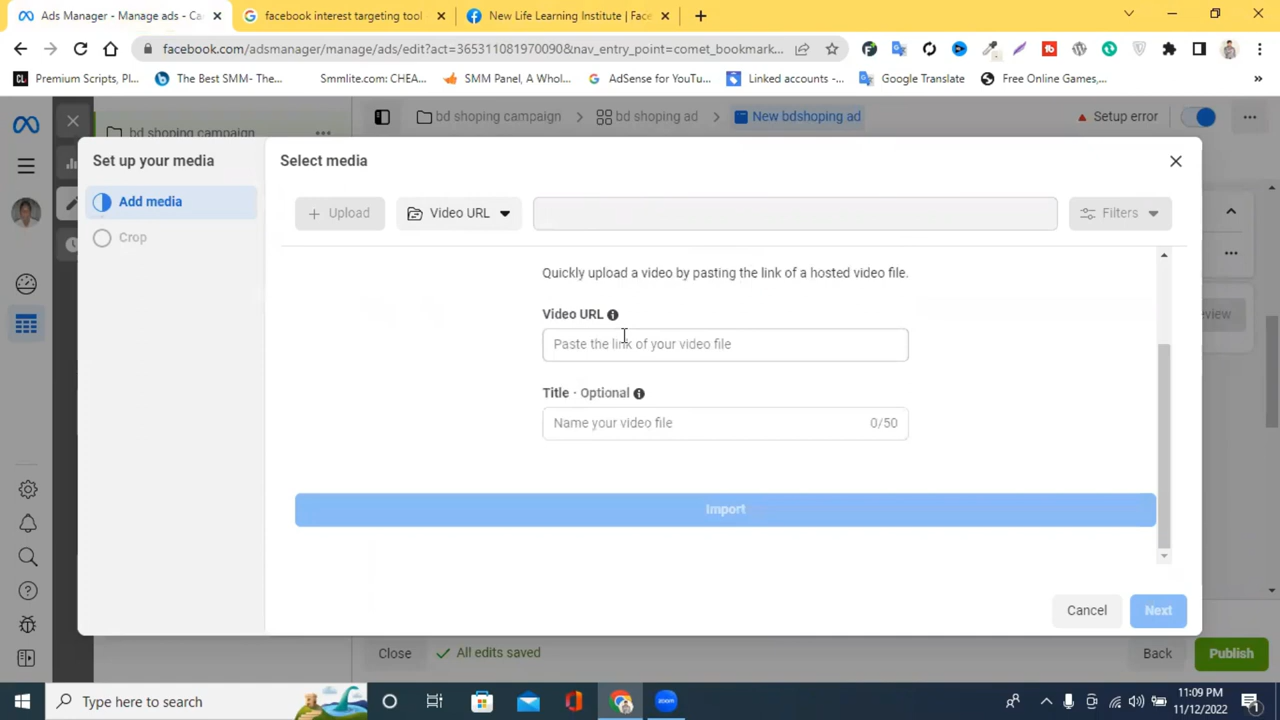 Ads Manager - Manage ads - Ca
facebook interest targeting tool -
New Life Learning Institute | Face
facebook.com/adsmanager/manage/ads/edit?act=365311081970090&nav_entry_point=comet_bookmark...
Premium Scripts, Pl...
The Best SMM- The...
Smmlite.com: CHEA...
SMM Panel, A Whol...
AdSense for YouTu...
Linked accounts -...
Google Translate
Free Online Games,...
»
bd shoping campaign
bd shoping campaign
bd shoping ad
New bdshoping ad
Setup error
Set up your media
Add media
Crop
Select media
+ Upload
Video URL
Filters
Quickly upload a video by pasting the link of a hosted video file.
Video URL
Paste the link of your video file
Title · Optional
Name your video file
0/50
Import
Cancel
Next
Close
All edits saved
Back
Publish
Type here to search
11:09 PM
11/12/2022
1